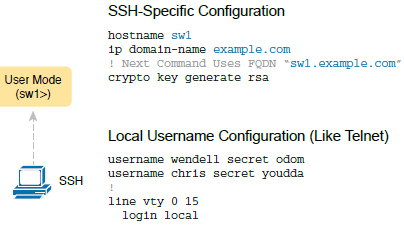 SSH-Specific Configuration
hostname sw1
ip domain-name example.com
! Next Command Uses FQDN "sw1.example.com"
crypto key generate rsa
User Mode
(sw1>)
SSH
Local Username Configuration (Like Telnet)
username wendell secret odom
username chris secret youdda
!
line vty 0 15
login local